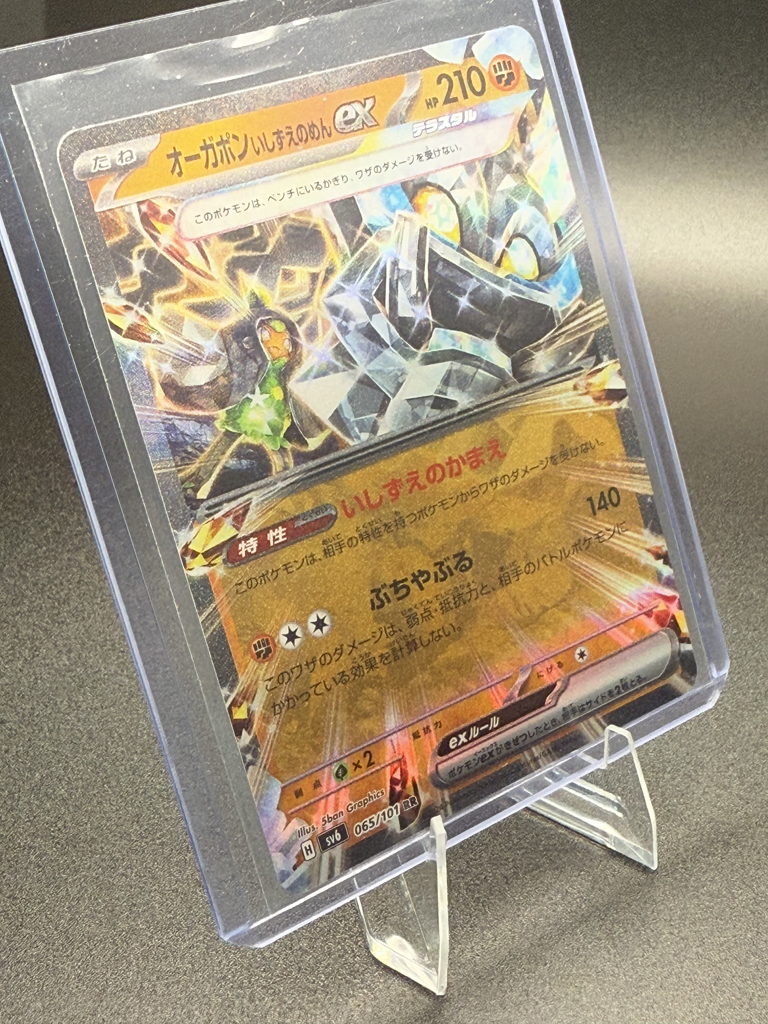 たね オーガポン いしずえのめん ex HP 210
テラスタル
このポケモンは、ベンチにいるかぎり、ワザのダメージを受けない。
特性 いしずえのかまえ
このポケモンは、相手の特性を持つポケモンからワザのダメージを受けない。
ぶちやぶる 140
このワザのダメージは、弱点・抵抗力と、相手のバトルポケモンに
かかっている効果を計算しない。
弱点 ×2 抵抗力 にげる
exルール
ポケモンexがきぜつしたとき、相手はサイドを2枚とる。
Illus. 5ban Graphics
H sv6 065/101 RR